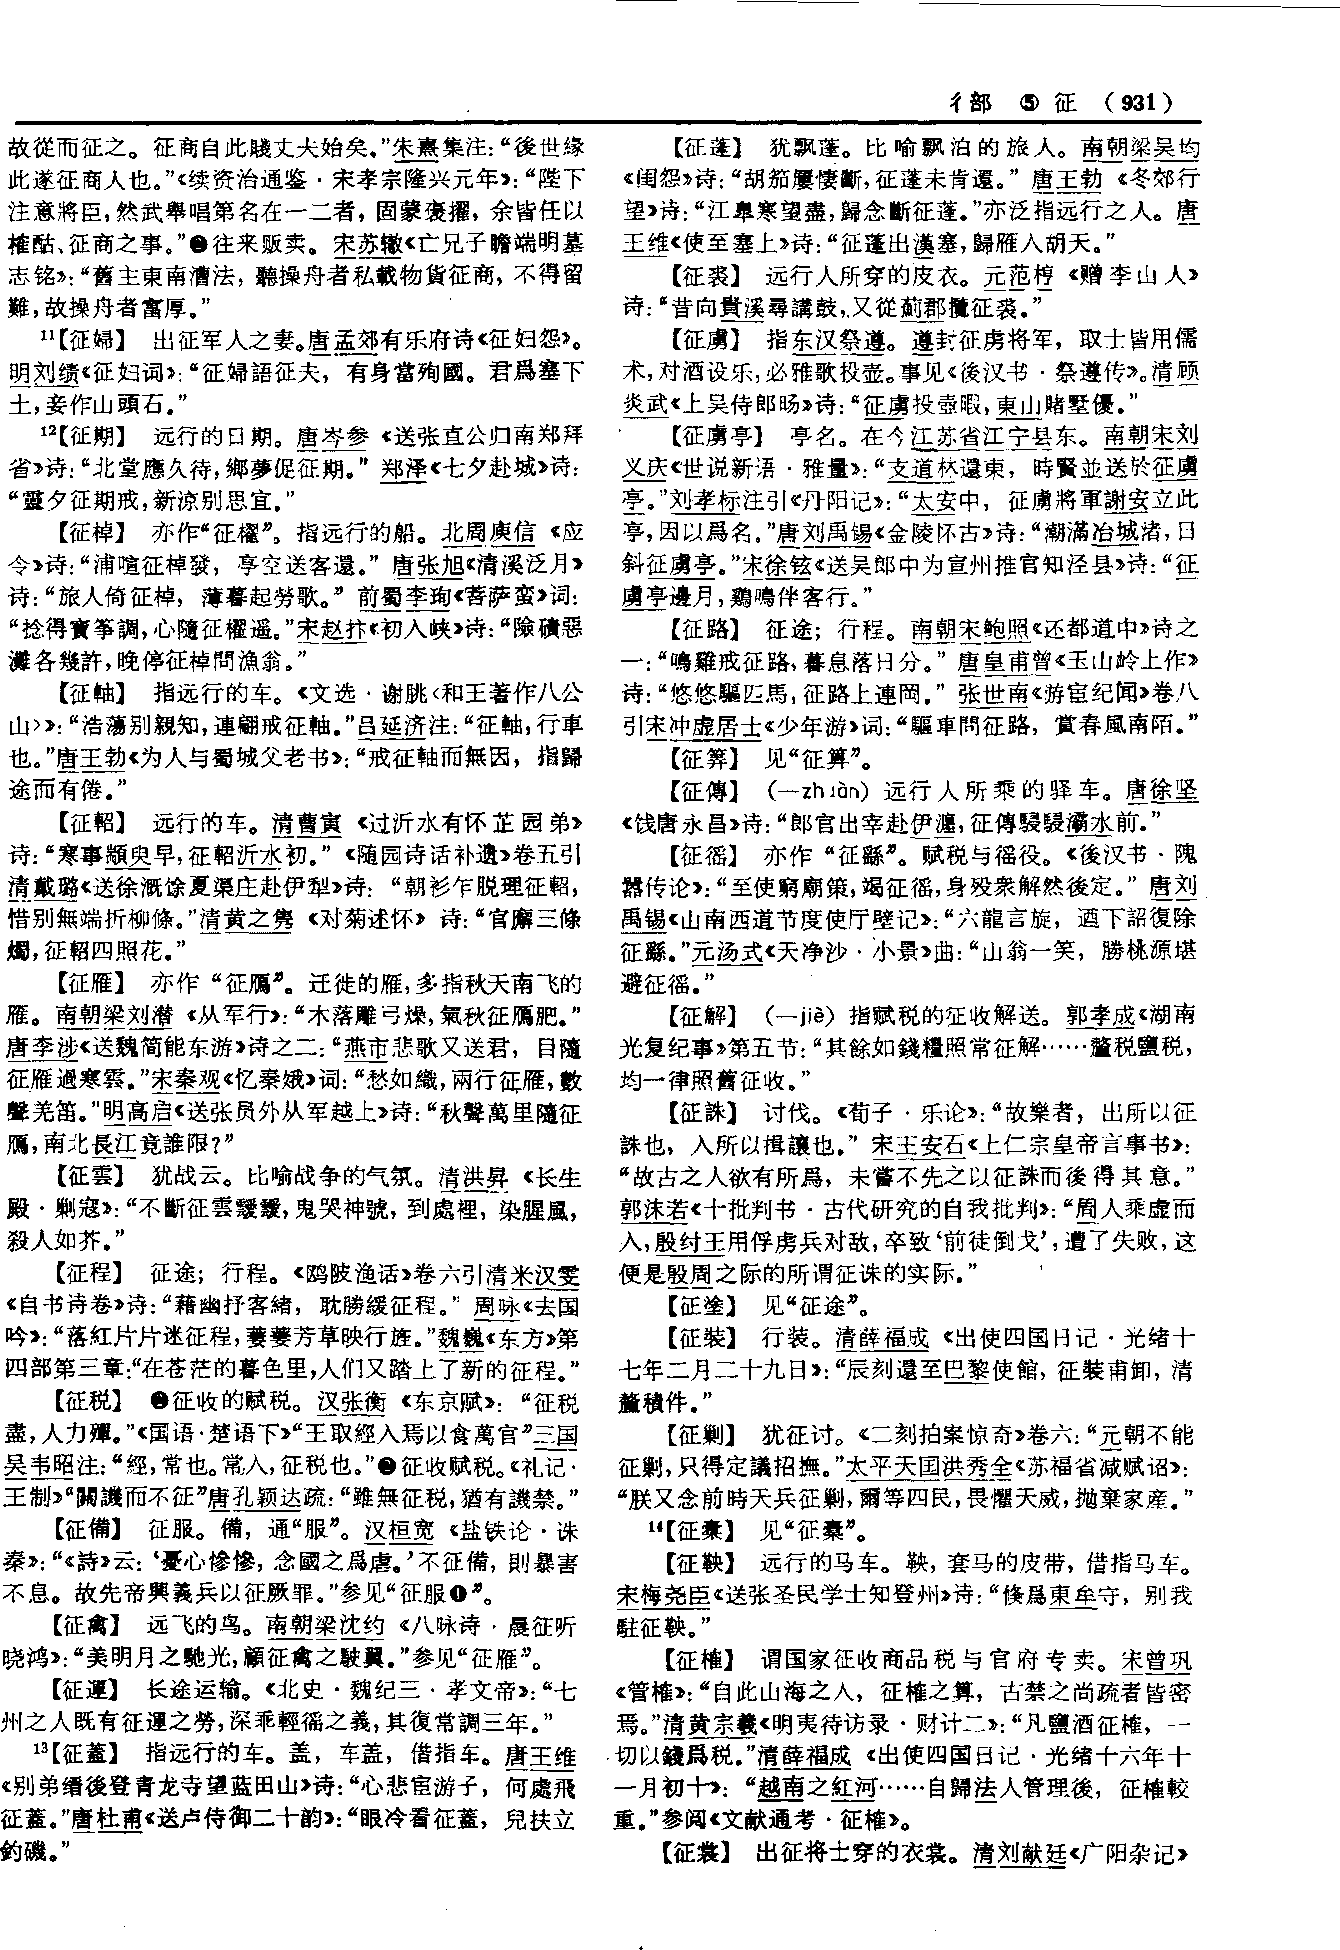 彳部 ⑤ 征 (931)
故從而征之。征商自此賤丈夫始矣。”朱熹集注：“後世缘
此遂征商人也。”《续资治通鉴·宋孝宗隆兴元年》：“陛下
注意將臣，然武舉唱第名在一二者，固蒙褒擢，余皆任以
榷酤、征商之事。”❷往来贩卖。宋苏辙《亡兄子瞻端明墓
志铭》：“舊主東南漕法，聽操舟者私載物貨征商，不得留
難，故操舟者富厚。”
¹¹【征婦】 出征军人之妻。唐孟郊有乐府诗《征妇怨》。
明刘绩《征妇词》：“征婦語征夫，有身當殉國。君爲塞下
土，妾作山頭石。”
¹²【征期】 远行的日期。唐岑参《送张直公归南郑拜
省》诗：“北堂應久待，鄉夢促征期。”郑泽《七夕赴城》诗：
“靈夕征期戒，新涼别思宜。”
【征棹】 亦作“征櫂”。指远行的船。北周庾信《应
令》诗：“浦喧征棹發，亭空送客還。”唐张旭《清溪泛月》
诗：“旅人倚征棹，薄暮起勞歌。”前蜀李珣《菩萨蛮》词：
“捻得寳筝調，心隨征櫂遥。”宋赵抃《初入峡》诗：“險磧惡
灘各幾許，晚停征棹問漁翁。”
【征軸】 指远行的车。《文选·谢朓〈和王著作八公
山〉》：“浩蕩别親知，連翩戒征軸。”吕延济注：“征軸，行車
也。”唐王勃《为人与蜀城父老书》：“戒征軸而無因，指歸
途而有倦。”
【征軺】 远行的车。清曹寅《过沂水有怀芷园弟》
诗：“寒事顓臾早，征軺沂水初。”《随园诗话补遗》卷五引
清戴璐《送徐溉馀夏渠庄赴伊犁》诗：“朝衫乍脱理征軺，
惜别無端折柳條。”清黄之隽《对菊述怀》诗：“官廨三條
燭，征軺四照花。”
【征雁】 亦作“征鴈”。迁徙的雁，多指秋天南飞的
雁。南朝梁刘潜《从军行》：“木落雕弓燥，氣秋征鴈肥。”
唐李涉《送魏简能东游》诗之二：“燕市悲歌又送君，目隨
征雁過寒雲。”宋秦观《忆秦娥》词：“愁如織，兩行征雁，數
聲羌笛。”明高启《送张员外从军越上》诗：“秋聲萬里隨征
鴈，南北長江竟誰限？”
【征雲】 犹战云。比喻战争的气氛。清洪昇《长生
殿·剿寇》：“不斷征雲靉靆，鬼哭神號，到處裡，染腥風，
殺人如芥。”
【征程】 征途；行程。《鸥陂渔话》卷六引清米汉雯
《自书诗卷》诗：“藉幽抒客緒，耽勝緩征程。”周咏《去国
吟》：“落紅片片迷征程，萋萋芳草映行旌。”魏巍《东方》第
四部第三章：“在苍茫的暮色里，人们又踏上了新的征程。”
【征税】 ❶征收的赋税。汉张衡《东京赋》：“征税
盡，人力殫。”《国语·楚语下》“王取經入焉以食萬官”三国
吴韦昭注：“經，常也。常入，征税也。”❷征收赋税。《礼记·
王制》“關譏而不征”唐孔颖达疏：“雖無征税，猶有譏禁。”
【征備】 征服。備，通“服”。汉桓宽《盐铁论·诛
秦》：“《詩》云：‘憂心慘慘，念國之爲虐。’不征備，則暴害
不息。故先帝興義兵以征厥罪。”参见“征服❶”。
【征禽】 远飞的鸟。南朝梁沈约《八咏诗·晨征听
晓鸿》：“美明月之馳光，顧征禽之駛翼。”参见“征雁”。
【征運】 长途运输。《北史·魏纪三·孝文帝》：“七
州之人既有征運之勞，深乖輕徭之義，其復常調三年。”
¹³【征蓋】 指远行的车。盖，车盖，借指车。唐王维
《别弟缙後登青龙寺望蓝田山》诗：“心悲宦游子，何處飛
征蓋。”唐杜甫《送卢侍御二十韵》：“眼冷看征蓋，兒扶立
釣磯。”
【征蓬】 犹飘蓬。比喻飘泊的旅人。南朝梁吴均
《闺怨》诗：“胡笳屢悽斷，征蓬未肯還。”唐王勃《冬郊行
望》诗：“江皐寒望盡，歸念斷征蓬。”亦泛指远行之人。唐
王维《使至塞上》诗：“征蓬出漢塞，歸雁入胡天。”
【征裘】 远行人所穿的皮衣。元范梈《赠李山人》
诗：“昔向貴溪尋講鼓，又從薊郡攬征裘。”
【征虜】 指东汉祭遵。遵封征虏将军，取士皆用儒
术，对酒设乐，必雅歌投壶。事见《後汉书·祭遵传》。清顾
炎武《上吴侍郎旸》诗：“征虜投壺暇，東山賭墅優。”
【征虜亭】 亭名。在今江苏省江宁县东。南朝宋刘
义庆《世说新语·雅量》：“支道林還東，時賢並送於征虜
亭。”刘孝标注引《丹阳记》：“太安中，征虜將軍謝安立此
亭，因以爲名。”唐刘禹锡《金陵怀古》诗：“潮滿冶城渚，日
斜征虜亭。”宋徐铉《送吴郎中为宣州推官知泾县》诗：“征
虜亭邊月，鷄鳴伴客行。”
【征路】 征途；行程。南朝宋鲍照《还都道中》诗之
一：“鳴雞戒征路，暮息落日分。”唐皇甫曾《玉山岭上作》
诗：“悠悠驅匹馬，征路上連岡。”张世南《游宦纪闻》卷八
引宋冲虚居士《少年游》词：“驅車問征路，賞春風南陌。”
【征筭】 见“征算”。
【征傳】 （—zhuàn）远行人所乘的驿车。唐徐坚
《饯唐永昌》诗：“郎官出宰赴伊瀍，征傳駸駸灞水前。”
【征徭】 亦作“征繇”。赋税与徭役。《後汉书·隗
嚣传论》：“至使窮廟策，竭征徭，身殁衆解然後定。”唐刘
禹锡《山南西道节度使厅壁记》：“六龍言旋，迺下詔復除
征繇。”元汤式《天净沙·小景》曲：“山翁一笑，勝桃源堪
避征徭。”
【征解】 （—jiè）指赋税的征收解送。郭孝成《湖南
光复纪事》第五节：“其餘如錢糧照常征解……釐税鹽税，
均一律照舊征收。”
【征誅】 讨伐。《荀子·乐论》：“故樂者，出所以征
誅也，入所以揖讓也。”宋王安石《上仁宗皇帝言事书》：
“故古之人欲有所爲，未嘗不先之以征誅而後得其意。”
郭沫若《十批判书·古代研究的自我批判》：“周人乘虚而
入，殷纣王用俘虏兵对敌，卒致‘前徒倒戈’，遭了失败，这
便是殷周之际的所谓征诛的实际。”
【征塗】 见“征途”。
【征裝】 行装。清薛福成《出使四国日记·光绪十
七年二月二十九日》：“辰刻還至巴黎使館，征裝甫卸，清
釐積件。”
【征剿】 犹征讨。《二刻拍案惊奇》卷六：“元朝不能
征剿，只得定議招撫。”太平天囯洪秀全《苏福省减赋诏》：
“朕又念前時天兵征剿，爾等四民，畏懼天威，抛棄家産。”
¹⁴【征橐】 见“征橐”。
【征鞅】 远行的马车。鞅，套马的皮带，借指马车。
宋梅尧臣《送张圣民学士知登州》诗：“倏爲東牟守，别我
駐征鞅。”
【征榷】 谓国家征收商品税与官府专卖。宋曾巩
《管榷》：“自此山海之入，征榷之算，古禁之尚疏者皆密
焉。”清黄宗羲《明夷待访录·财计二》：“凡鹽酒征榷，一
切以錢爲税。”清薛福成《出使四国日记·光绪十六年十
一月初十》：“越南之紅河……自歸法人管理後，征榷較
重。”参阅《文献通考·征榷》。
【征裳】 出征将士穿的衣裳。清刘献廷《广阳杂记》